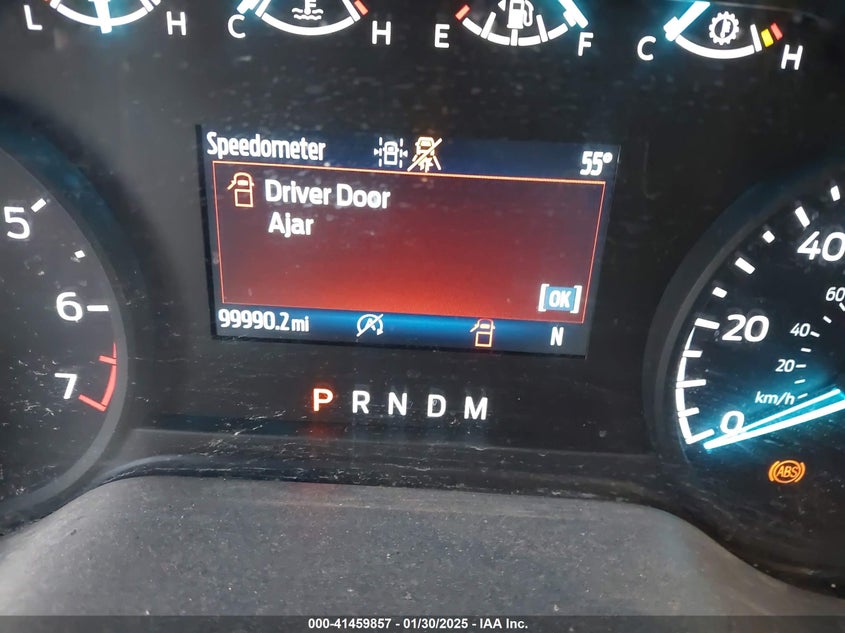 L H C H E F C H
Speedometer 55°
Driver Door
Ajar
[OK]
99990.2 mi N
P R N D M
5
6
7
40
20
0
60
40
20
km/h
ABS
000-41459857 - 01/30/2025 - IAA Inc.